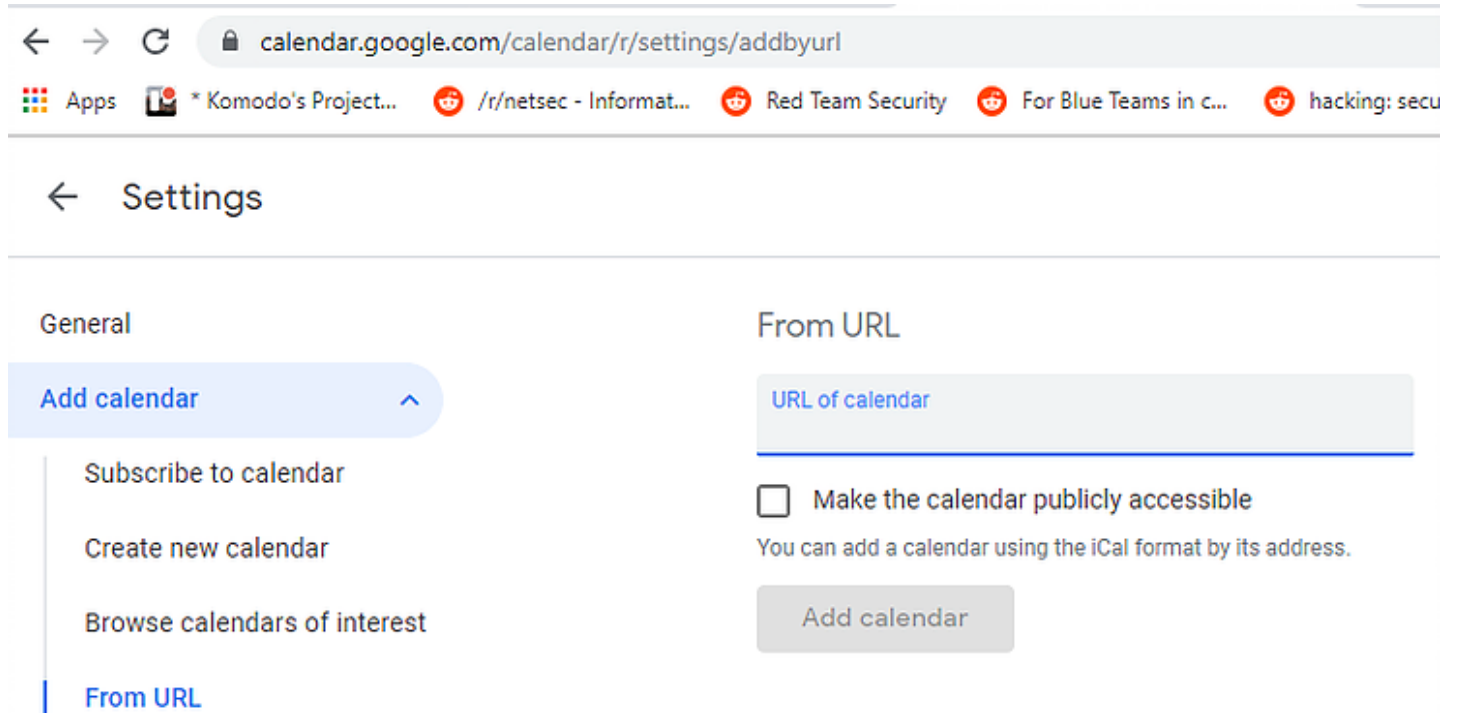 calendar.google.com/calendar/r/settings/addbyurl
Apps * Komodo's Project... /r/netsec - Informat... Red Team Security For Blue Teams in c... hacking: secu
Settings
General
Add calendar
Subscribe to calendar
Create new calendar
Browse calendars of interest
From URL
From URL
URL of calendar
Make the calendar publicly accessible
You can add a calendar using the iCal format by its address.
Add calendar